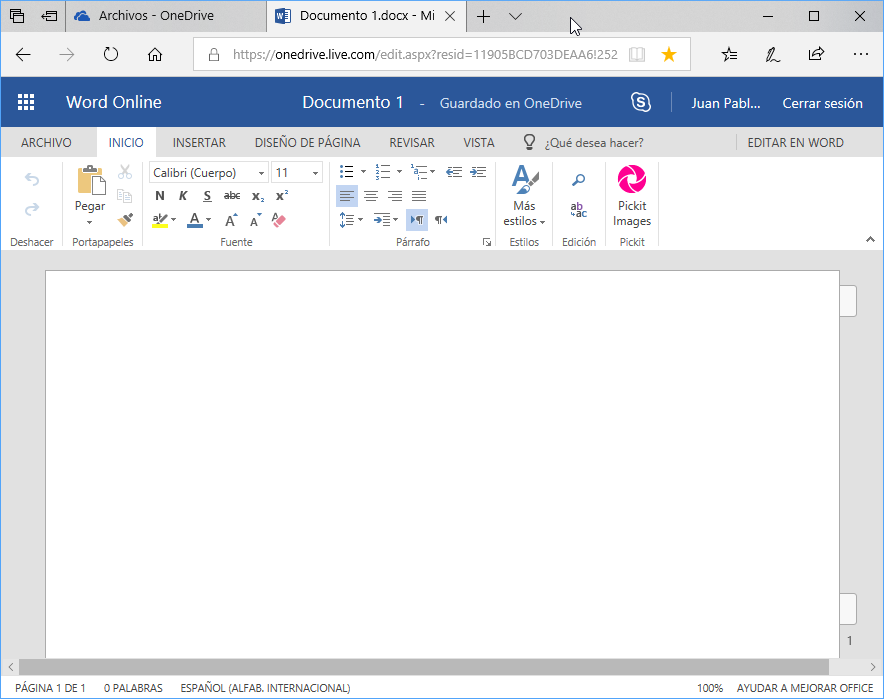 Archivos - OneDrive
Documento 1.docx - Mi
https://onedrive.live.com/edit.aspx?resid=11905BCD703DEAA6!252
Word Online Documento 1 - Guardado en OneDrive Juan Pabl... Cerrar sesión
ARCHIVO INICIO INSERTAR DISEÑO DE PÁGINA REVISAR VISTA ¿Qué desea hacer? EDITAR EN WORD
Calibri (Cuerpo) 11
N K S abc x₂ x²
Pegar
Más estilos
Pickit Images
Deshacer Portapapeles Fuente Párrafo Estilos Edición Pickit
1
PÁGINA 1 DE 1 0 PALABRAS ESPAÑOL (ALFAB. INTERNACIONAL) 100% AYUDAR A MEJORAR OFFICE